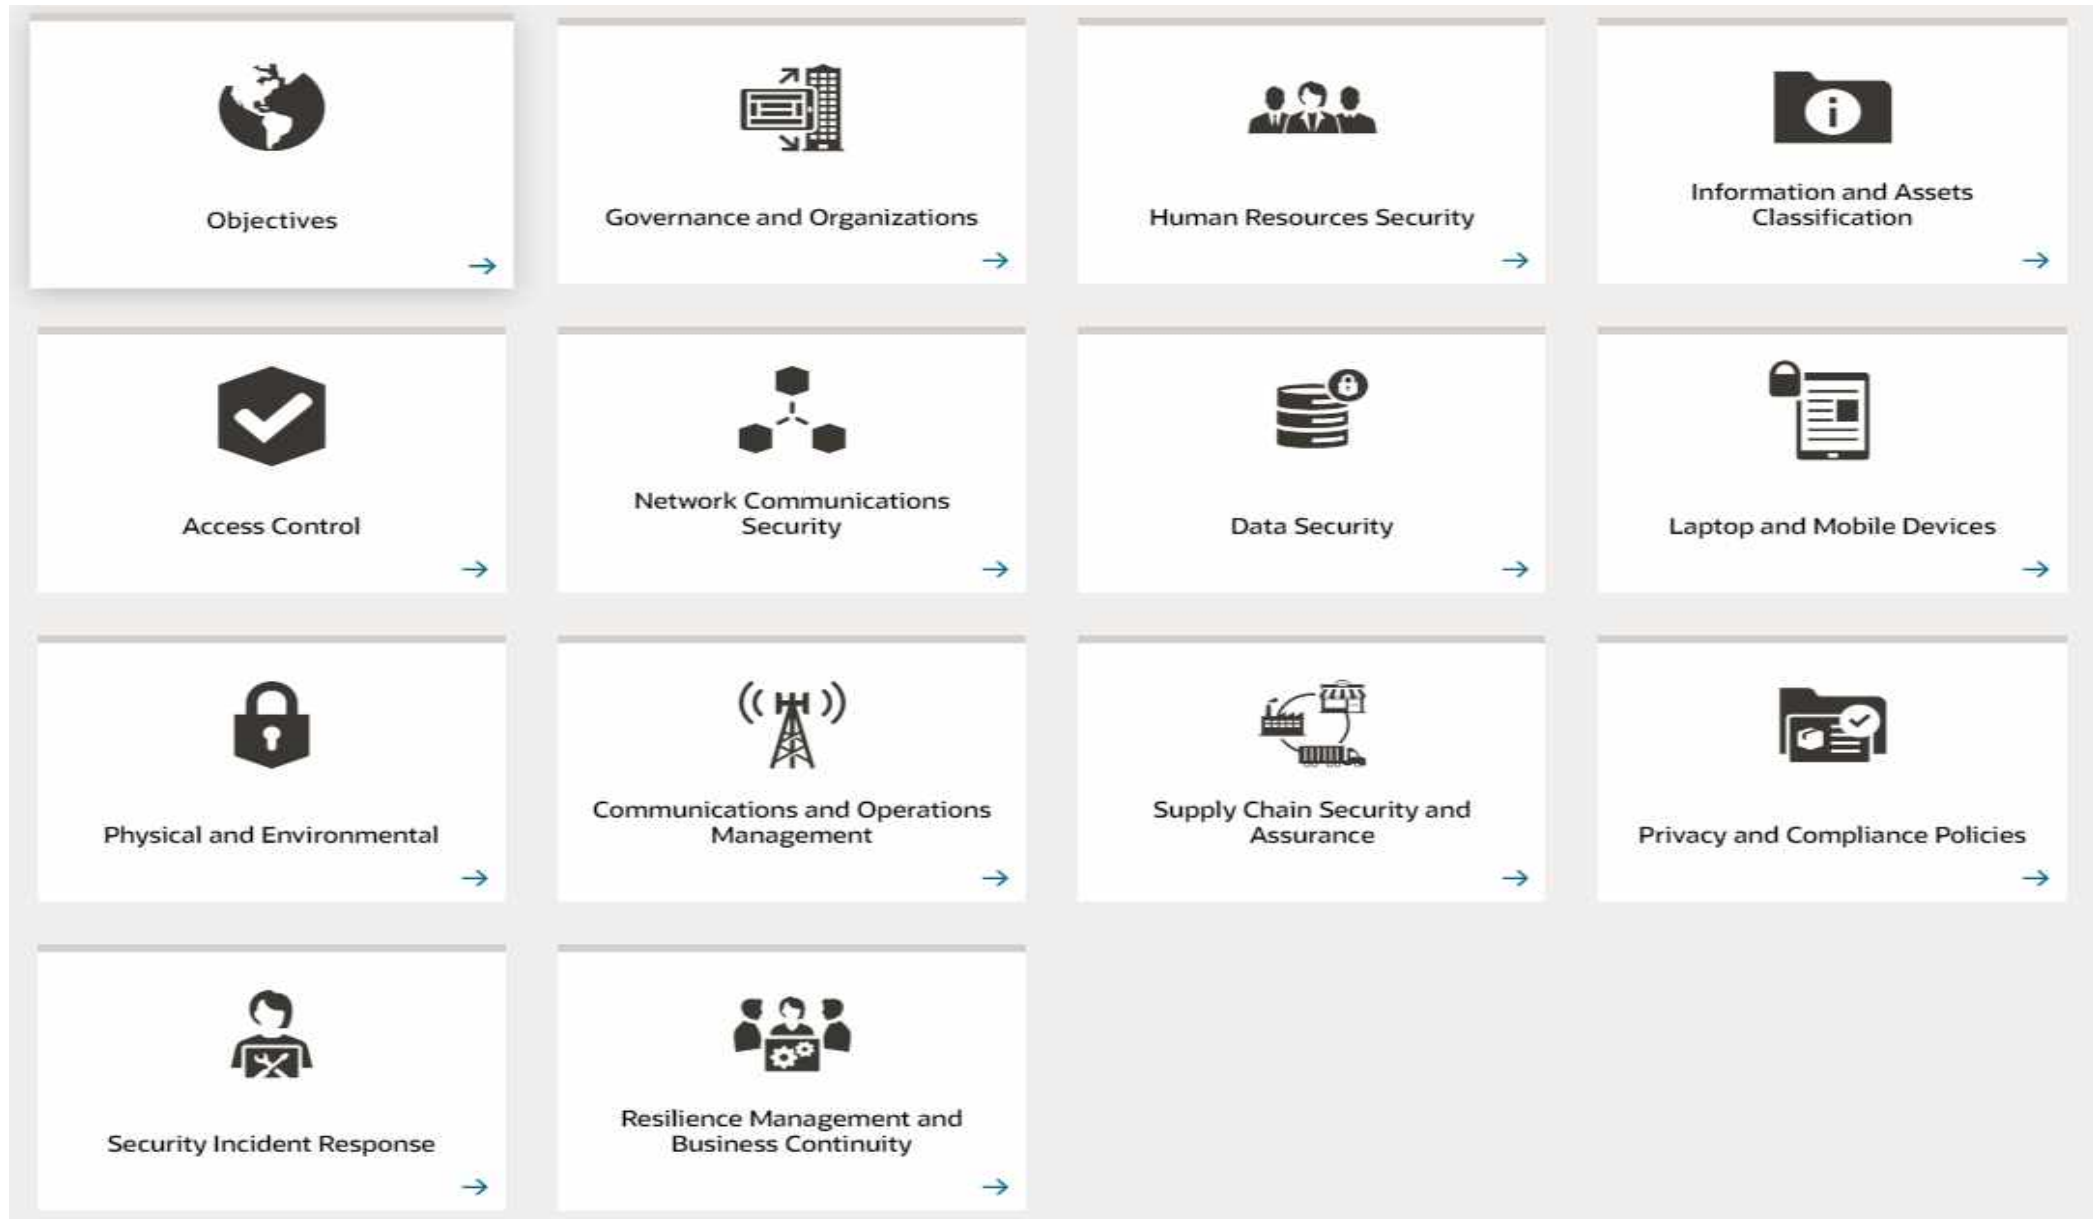 Objectives
Governance and Organizations
Human Resources Security
Information and Assets
Classification
Access Control
Network Communications
Security
Data Security
Laptop and Mobile Devices
Physical and Environmental
Communications and Operations
Management
Supply Chain Security and
Assurance
Privacy and Compliance Policies
Security Incident Response
Resilience Management and
Business Continuity